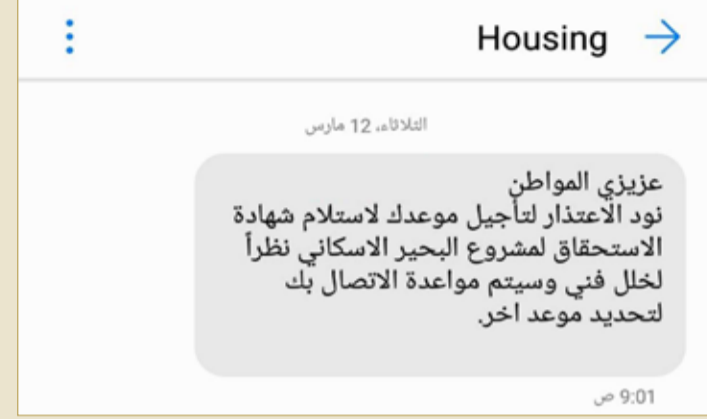 Housing
الثلاثاء، 12 مارس
عزيزي المواطن
نود الاعتذار لتأجيل موعدك لاستلام شهادة
الاستحقاق لمشروع البحير الاسكاني نظراً
لخلل فني وسيتم مواعدة الاتصال بك
لتحديد موعد اخر.
9:01 ص